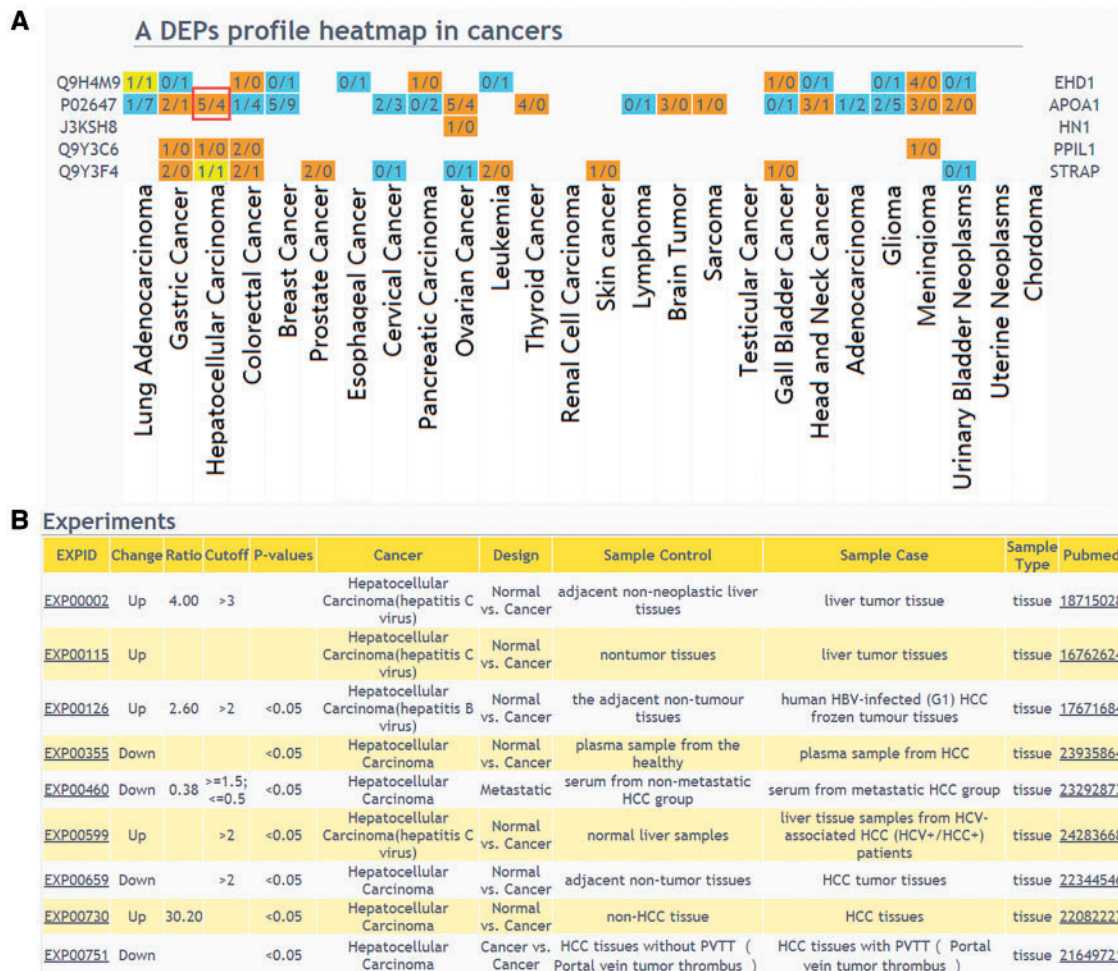 A
A DEPs profile heatmap in cancers
Q9H4M9 1/1 0/1 1/0 0/1 0/1 1/0 0/1 1/0 0/1 0/1 4/0 0/1 EHD1
P02647 1/7 2/1 5/4 1/4 5/9 2/3 0/2 5/4 4/0 0/1 3/0 1/0 0/1 3/1 1/2 2/5 3/0 2/0 APOA1
J3KSH8 1/0 HN1
Q9Y3C6 1/0 1/0 2/0 1/0 PPIL1
Q9Y3F4 2/0 1/1 2/1 2/0 0/1 0/1 2/0 1/0 1/0 0/1 STRAP
Lung Adenocarcinoma
Gastric Cancer
Hepatocellular Carcinoma
Colorectal Cancer
Breast Cancer
Prostate Cancer
Esophaqeal Cancer
Cervical Cancer
Pancreatic Carcinoma
Ovarian Cancer
Leukemia
Thyroid Cancer
Renal Cell Carcinoma
Skin cancer
Lymphoma
Brain Tumor
Sarcoma
Testicular Cancer
Gall Bladder Cancer
Head and Neck Cancer
Adenocarcinoma
Glioma
Meninqioma
Urinary Bladder Neoplasms
Uterine Neoplasms
Chordoma
B Experiments
EXPID Change Ratio Cutoff P-values Cancer Design Sample Control Sample Case Sample Type Pubmed
EXP00002 Up 4.00 >3 Hepatocellular Carcinoma(hepatitis C virus) Normal vs. Cancer adjacent non-neoplastic liver tissues liver tumor tissue tissue 18715028
EXP00115 Up Hepatocellular Carcinoma(hepatitis C virus) Normal vs. Cancer nontumor tissues liver tumor tissues tissue 16762624
EXP00126 Up 2.60 >2 <0.05 Hepatocellular Carcinoma(hepatitis B virus) Normal vs. Cancer the adjacent non-tumour tissues human HBV-infected (G1) HCC frozen tumour tissues tissue 17671684
EXP00355 Down <0.05 Hepatocellular Carcinoma Normal vs. Cancer plasma sample from the healthy plasma sample from HCC tissue 23935864
EXP00460 Down 0.38 >=1.5; <=0.5 <0.05 Hepatocellular Carcinoma Metastatic serum from non-metastatic HCC group serum from metastatic HCC group tissue
EXP00599 Up >2 <0.05 Hepatocellular Carcinoma(hepatitis C virus) Normal vs. Cancer normal liver samples liver tissue samples from HCV-associated HCC (HCV+/HCC+) patients tissue 24283668
EXP00659 Down >2 <0.05 Hepatocellular Carcinoma Normal vs. Cancer adjacent non-tumor tissues HCC tumor tissues tissue 22344546
EXP00730 Up 30.20 <0.05 Hepatocellular Carcinoma Normal vs. Cancer non-HCC tissue HCC tissues tissue
EXP00751 Down <0.05 Hepatocellular Carcinoma Cancer vs. Cancer HCC tissues without PVTT ( Portal vein tumor thrombus ) HCC tissues with PVTT ( Portal vein tumor thrombus ) tissue